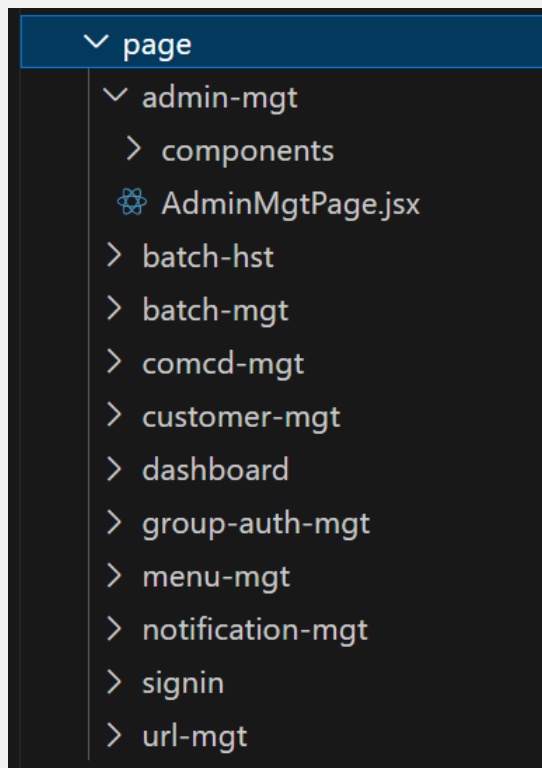 page
admin-mgt
components
AdminMgtPage.jsx
batch-hst
batch-mgt
comcd-mgt
customer-mgt
dashboard
group-auth-mgt
menu-mgt
notification-mgt
signin
url-mgt